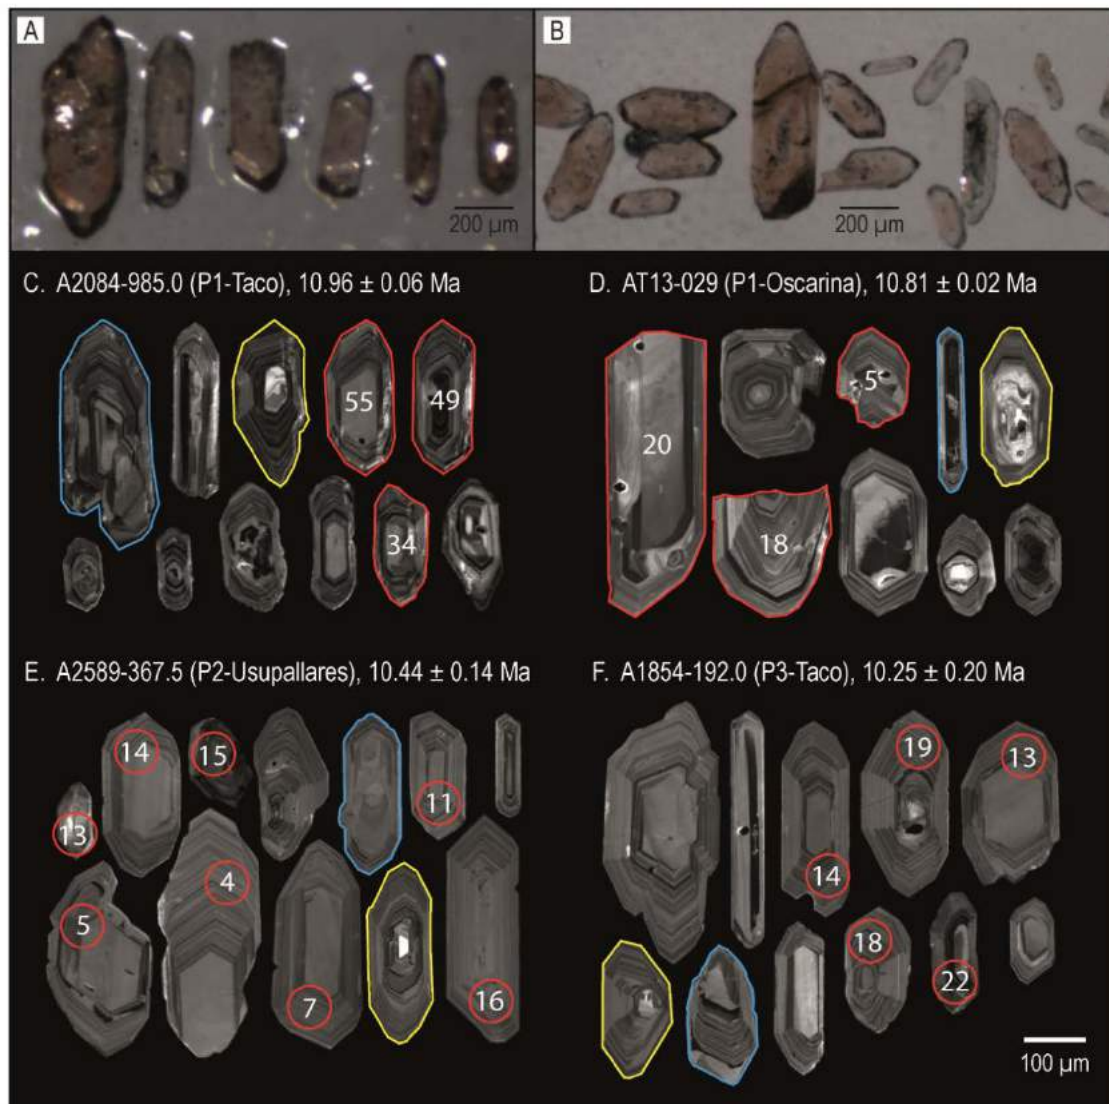 A
B
200 µm
200 µm
C. A2084-985.0 (P1-Taco), 10.96 ± 0.06 Ma
D. AT13-029 (P1-Oscarina), 10.81 ± 0.02 Ma
55
49
34
20
5
18
E. A2589-367.5 (P2-Usupallares), 10.44 ± 0.14 Ma
F. A1854-192.0 (P3-Taco), 10.25 ± 0.20 Ma
14
15
11
13
4
5
7
16
19
13
14
18
22
100 µm